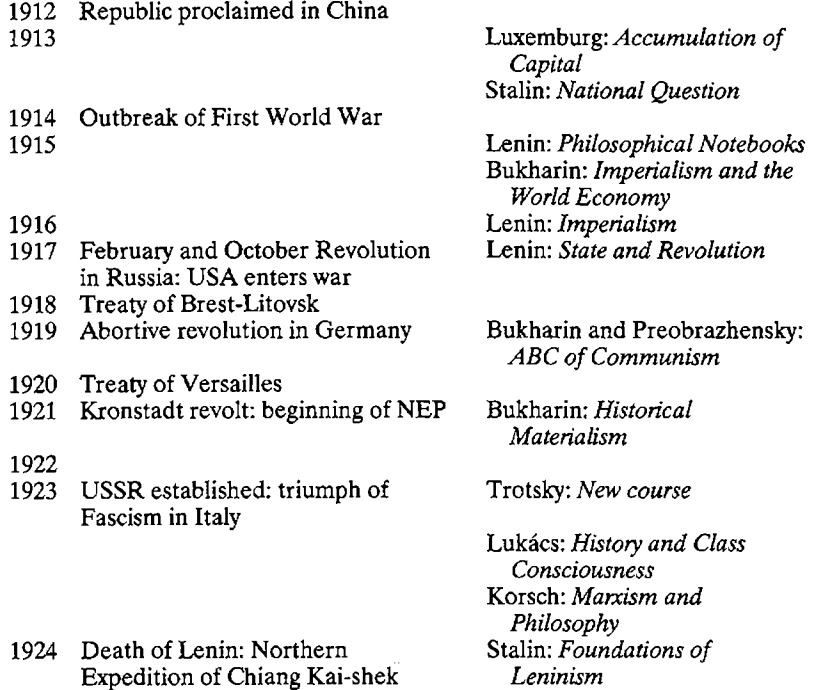 1912 Republic proclaimed in China
1913 Luxemburg: Accumulation of
Capital
Stalin: National Question
1914 Outbreak of First World War
1915 Lenin: Philosophical Notebooks
Bukharin: Imperialism and the
World Economy
1916 Lenin: Imperialism
1917 February and October Revolution Lenin: State and Revolution
in Russia: USA enters war
1918 Treaty of Brest-Litovsk
1919 Abortive revolution in Germany Bukharin and Preobrazhensky:
ABC of Communism
1920 Treaty of Versailles
1921 Kronstadt revolt: beginning of NEP Bukharin: Historical
Materialism
1922
1923 USSR established: triumph of Trotsky: New course
Fascism in Italy
Lukács: History and Class
Consciousness
Korsch: Marxism and
Philosophy
1924 Death of Lenin: Northern Stalin: Foundations of
Expedition of Chiang Kai-shek Leninism